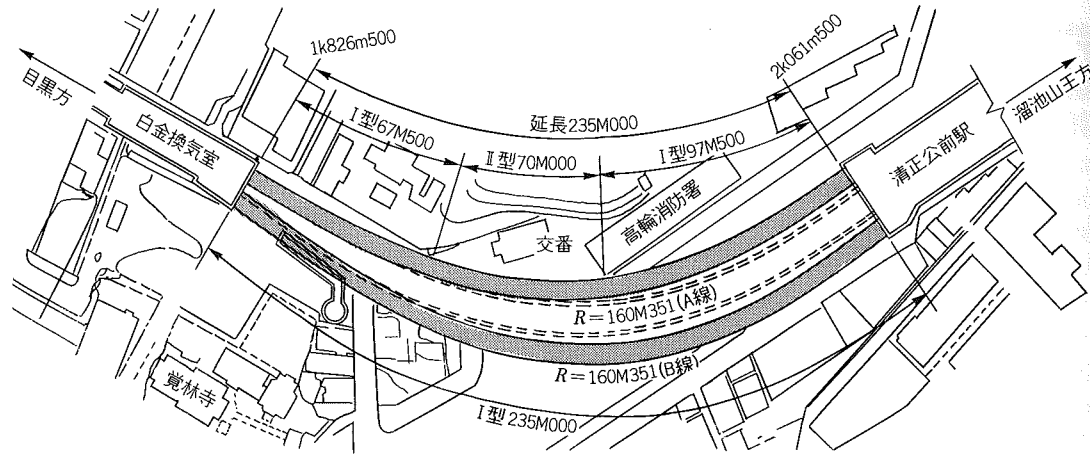 1k826m500
2k061m500
目黒方
溜池山王方
延長235M000
I型67M500
II型70M000
I型97M500
白金換気室
清正公前駅
高輪消防署
交番
R=160M351(A線)
R=160M351(B線)
覚林寺
I型235M000